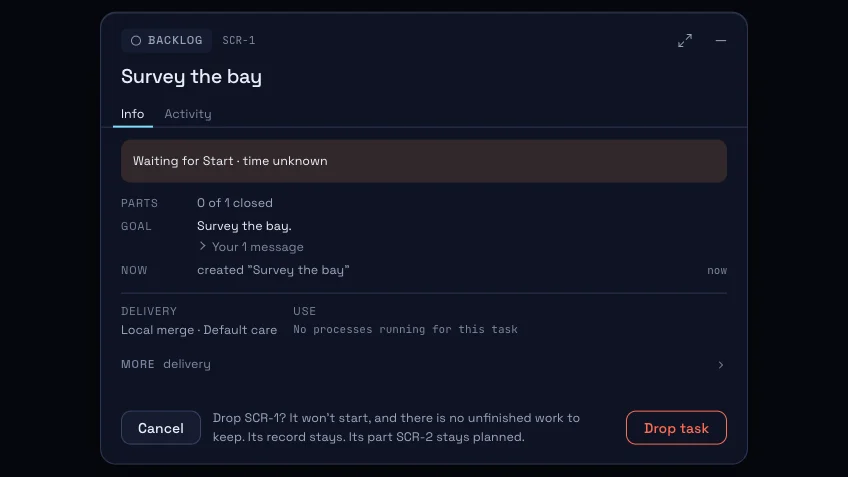 BACKLOG SCR-1
Survey the bay
Info Activity
Waiting for Start · time unknown
PARTS 0 of 1 closed
GOAL Survey the bay.
Your 1 message
NOW created "Survey the bay" now
DELIVERY USE
Local merge · Default care No processes running for this task
MORE delivery
Cancel
Drop SCR-1? It won't start, and there is no unfinished work to
keep. Its record stays. Its part SCR-2 stays planned.
Drop task